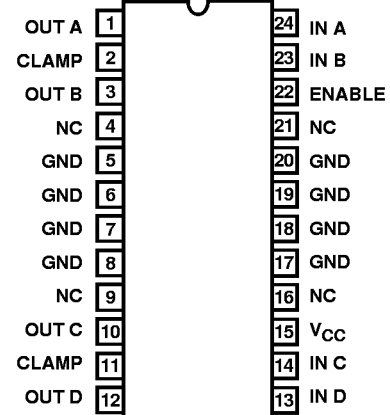 OUT A 1 24 IN A
CLAMP 2 23 IN B
OUT B 3 22 ENABLE
NC 4 21 NC
GND 5 20 GND
GND 6 19 GND
GND 7 18 GND
GND 8 17 GND
NC 9 16 NC
OUT C 10 15 VCC
CLAMP 11 14 IN C
OUT D 12 13 IN D